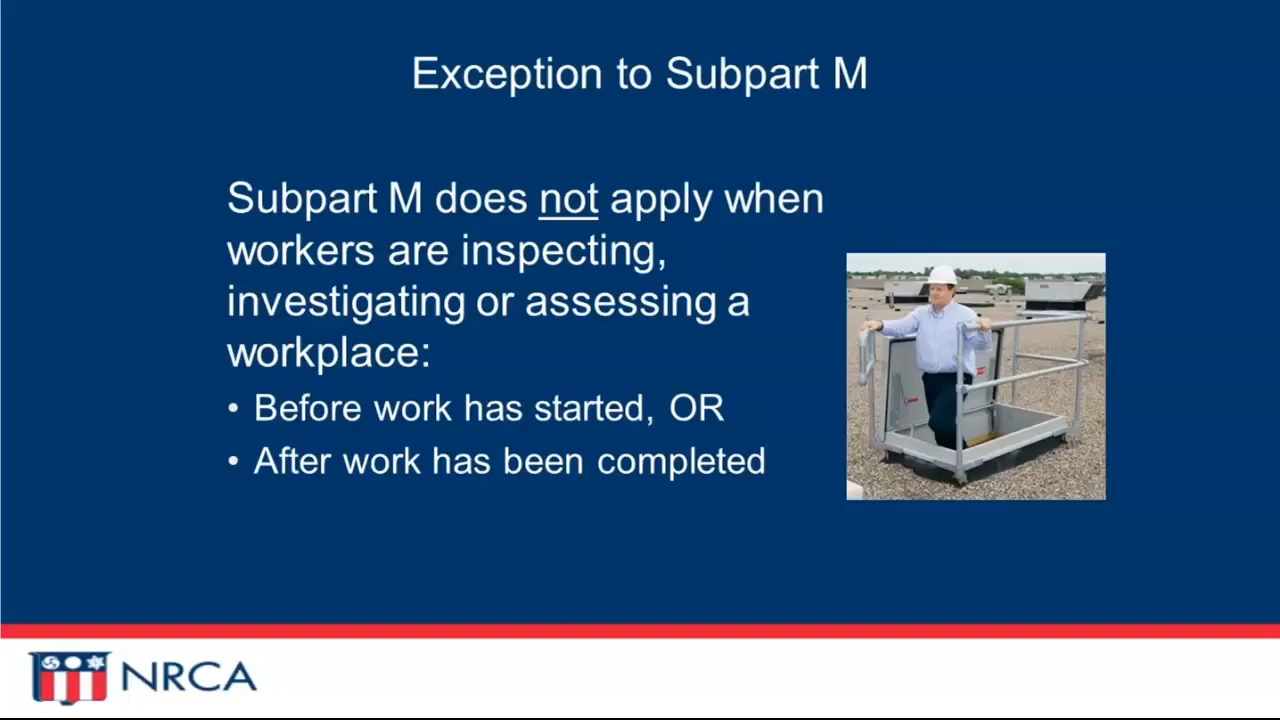 Exception to Subpart M
Subpart M does not apply when
workers are inspecting,
investigating or assessing a
workplace:
• Before work has started, OR
• After work has been completed
NRCA